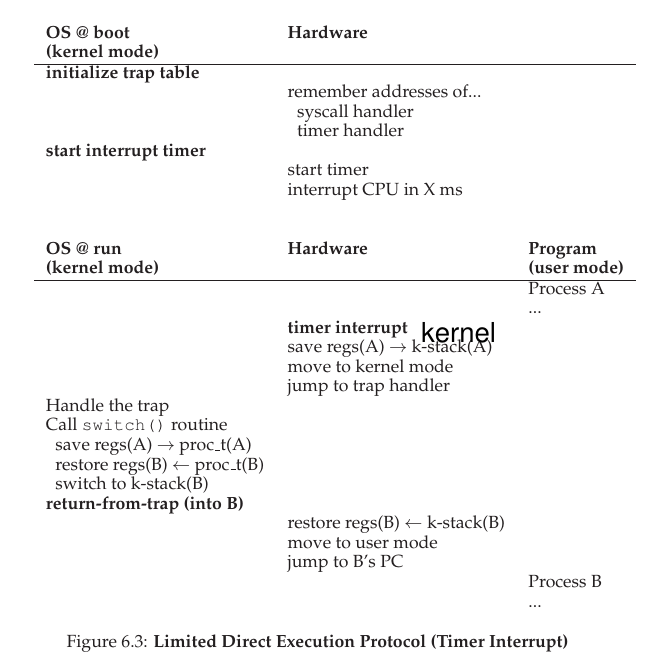 OS @ boot Hardware
(kernel mode)
initialize trap table
remember addresses of...
syscall handler
timer handler
start interrupt timer
start timer
interrupt CPU in X ms
OS @ run Hardware Program
(kernel mode) (user mode)
Process A
...
timer interrupt kernel
save regs(A) → k-stack(A)
move to kernel mode
jump to trap handler
Handle the trap
Call switch() routine
save regs(A) → proc_t(A)
restore regs(B) ← proc_t(B)
switch to k-stack(B)
return-from-trap (into B)
restore regs(B) ← k-stack(B)
move to user mode
jump to B's PC
Process B
...
Figure 6.3: Limited Direct Execution Protocol (Timer Interrupt)